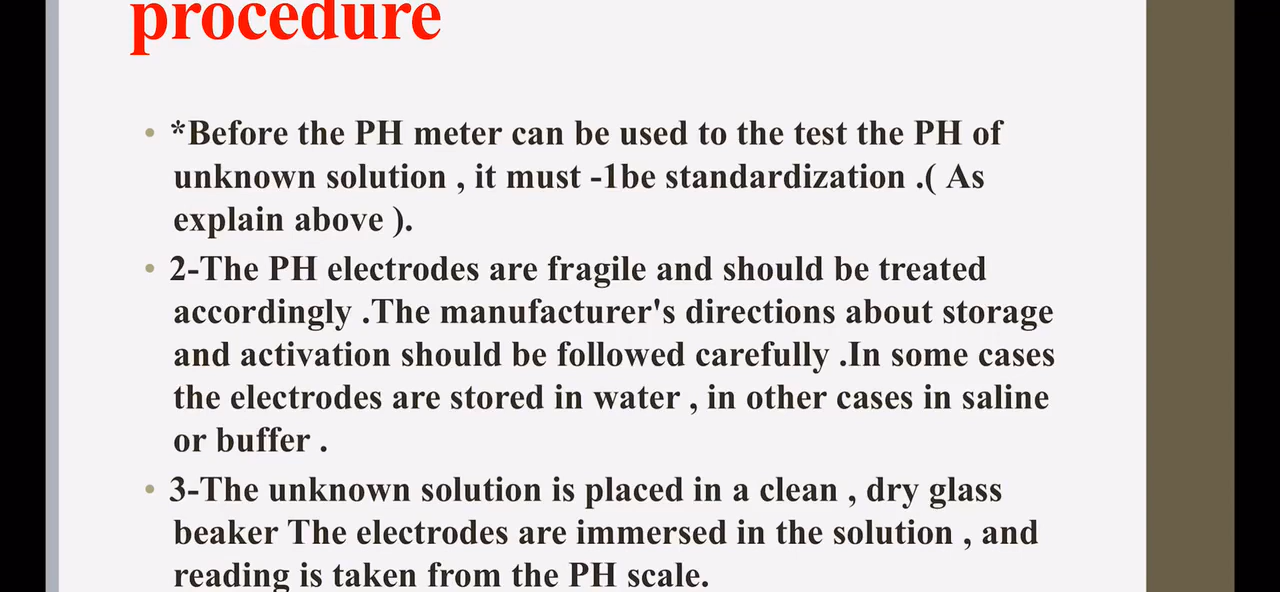 procedure
• *Before the PH meter can be used to the test the PH of
unknown solution , it must -1be standardization .( As
explain above ).
• 2-The PH electrodes are fragile and should be treated
accordingly .The manufacturer's directions about storage
and activation should be followed carefully .In some cases
the electrodes are stored in water , in other cases in saline
or buffer .
• 3-The unknown solution is placed in a clean , dry glass
beaker The electrodes are immersed in the solution , and
reading is taken from the PH scale.